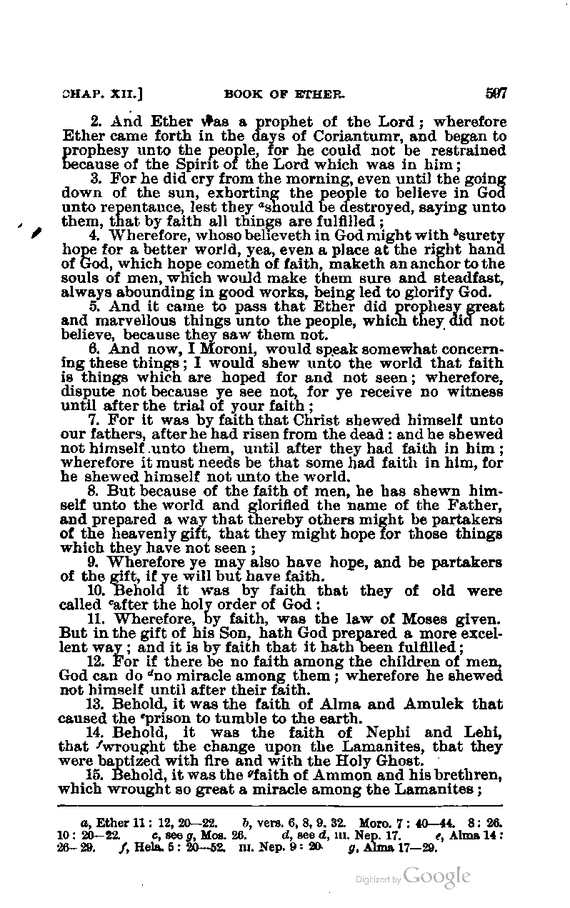 CHAP. XII.] BOOK OF ETHER. 597
2. And Ether was a prophet of the Lord; wherefore
Ether came forth in the days of Coriantumr, and began to
prophesy unto the people, for he could not be restrained
because of the Spirit of the Lord which was in him;
3. For he did cry from the morning, even until the going
down of the sun, exhorting the people to believe in God
unto repentance, lest they ᵃshould be destroyed, saying unto
them, that by faith all things are fulfilled;
4. Wherefore, whoso believeth in God might with ᵇsurety
hope for a better world, yea, even a place at the right hand
of God, which hope cometh of faith, maketh an anchor to the
souls of men, which would make them sure and steadfast,
always abounding in good works, being led to glorify God.
5. And it came to pass that Ether did prophesy great
and marvellous things unto the people, which they did not
believe, because they saw them not.
6. And now, I Moroni, would speak somewhat concern-
ing these things; I would shew unto the world that faith
is things which are hoped for and not seen; wherefore,
dispute not because ye see not, for ye receive no witness
until after the trial of your faith;
7. For it was by faith that Christ shewed himself unto
our fathers, after he had risen from the dead: and he shewed
not himself unto them, until after they had faith in him;
wherefore it must needs be that some had faith in him, for
he shewed himself not unto the world.
8. But because of the faith of men, he has shewn him-
self unto the world and glorified the name of the Father,
and prepared a way that thereby others might be partakers
of the heavenly gift, that they might hope for those things
which they have not seen;
9. Wherefore ye may also have hope, and be partakers
of the gift, if ye will but have faith.
10. Behold it was by faith that they of old were
called ᶜafter the holy order of God:
11. Wherefore, by faith, was the law of Moses given.
But in the gift of his Son, hath God prepared a more excel-
lent way; and it is by faith that it hath been fulfilled;
12. For if there be no faith among the children of men,
God can do ᵈno miracle among them; wherefore he shewed
not himself until after their faith.
13. Behold, it was the faith of Alma and Amulek that
caused the ᵉprison to tumble to the earth.
14. Behold, it was the faith of Nephi and Lehi,
that ᶠwrought the change upon the Lamanites, that they
were baptized with fire and with the Holy Ghost.
15. Behold, it was the ᵍfaith of Ammon and his brethren,
which wrought so great a miracle among the Lamanites;
a, Ether 11: 12, 20—22. b, vers. 6, 8, 9. 32. Moro. 7: 40—44. 8: 26.
10: 20—22. c, see g, Mos. 26. d, see d, III. Nep. 17. e, Alma 14:
26—29. f, Hela. 5: 20—52. III. Nep. 9: 20. g, Alma 17—29.
Digitized by Google